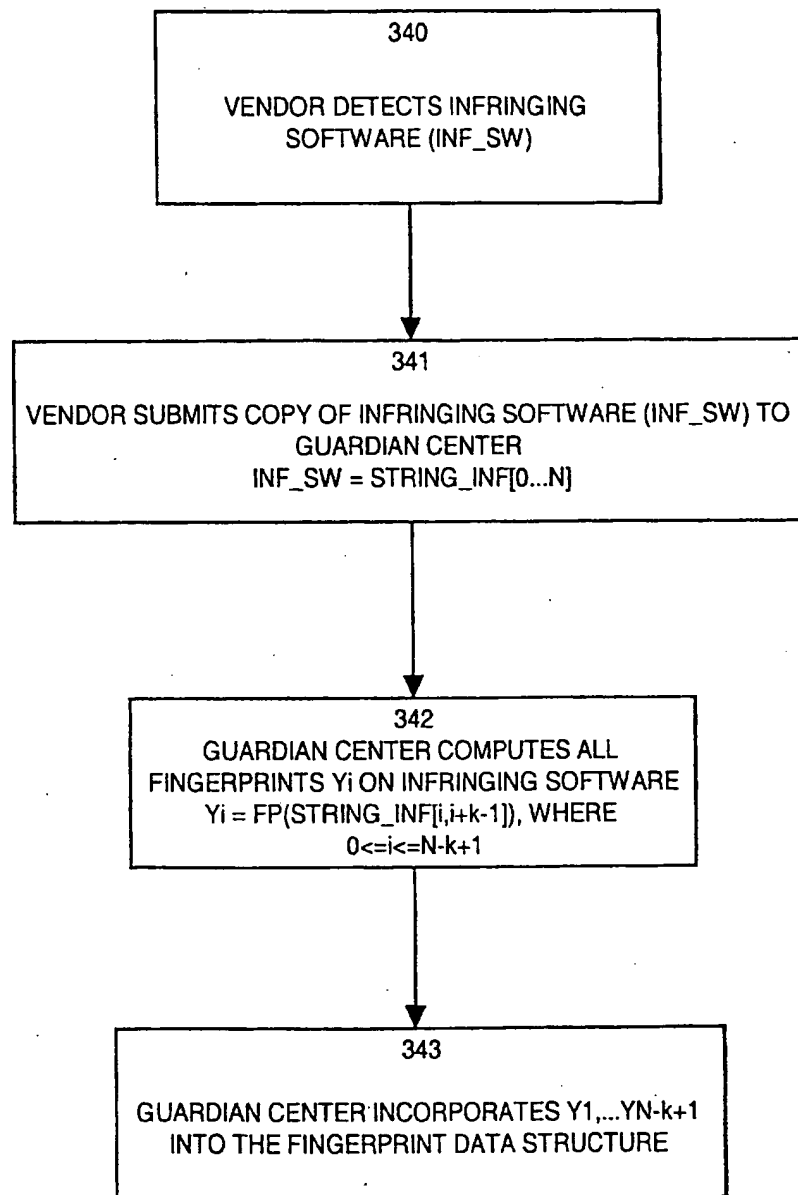 340
VENDOR DETECTS INFRINGING
SOFTWARE (INF_SW)
341
VENDOR SUBMITS COPY OF INFRINGING SOFTWARE (INF_SW) TO
GUARDIAN CENTER
INF_SW = STRING_INF[0...N]
342
GUARDIAN CENTER COMPUTES ALL
FINGERPRINTS Yi ON INFRINGING SOFTWARE
Yi = FP(STRING_INF[i,i+k-1]), WHERE
0<=i<=N-k+1
343
GUARDIAN CENTER INCORPORATES Y1,...YN-k+1
INTO THE FINGERPRINT DATA STRUCTURE